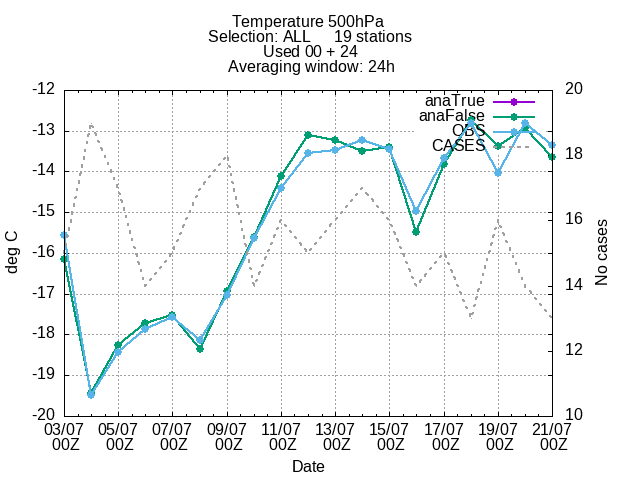 Temperature 500hPa
Selection: ALL 19 stations
Used 00 + 24
Averaging window: 24h
anaTrue
anaFalse
OBS
CASES
-12
-13
-14
-15
-16
-17
-18
-19
-20
20
18
16
14
12
10
deg C
No cases
03/07 05/07 07/07 09/07 11/07 13/07 15/07 17/07 19/07 21/07
00Z 00Z 00Z 00Z 00Z 00Z 00Z 00Z 00Z 00Z
Date